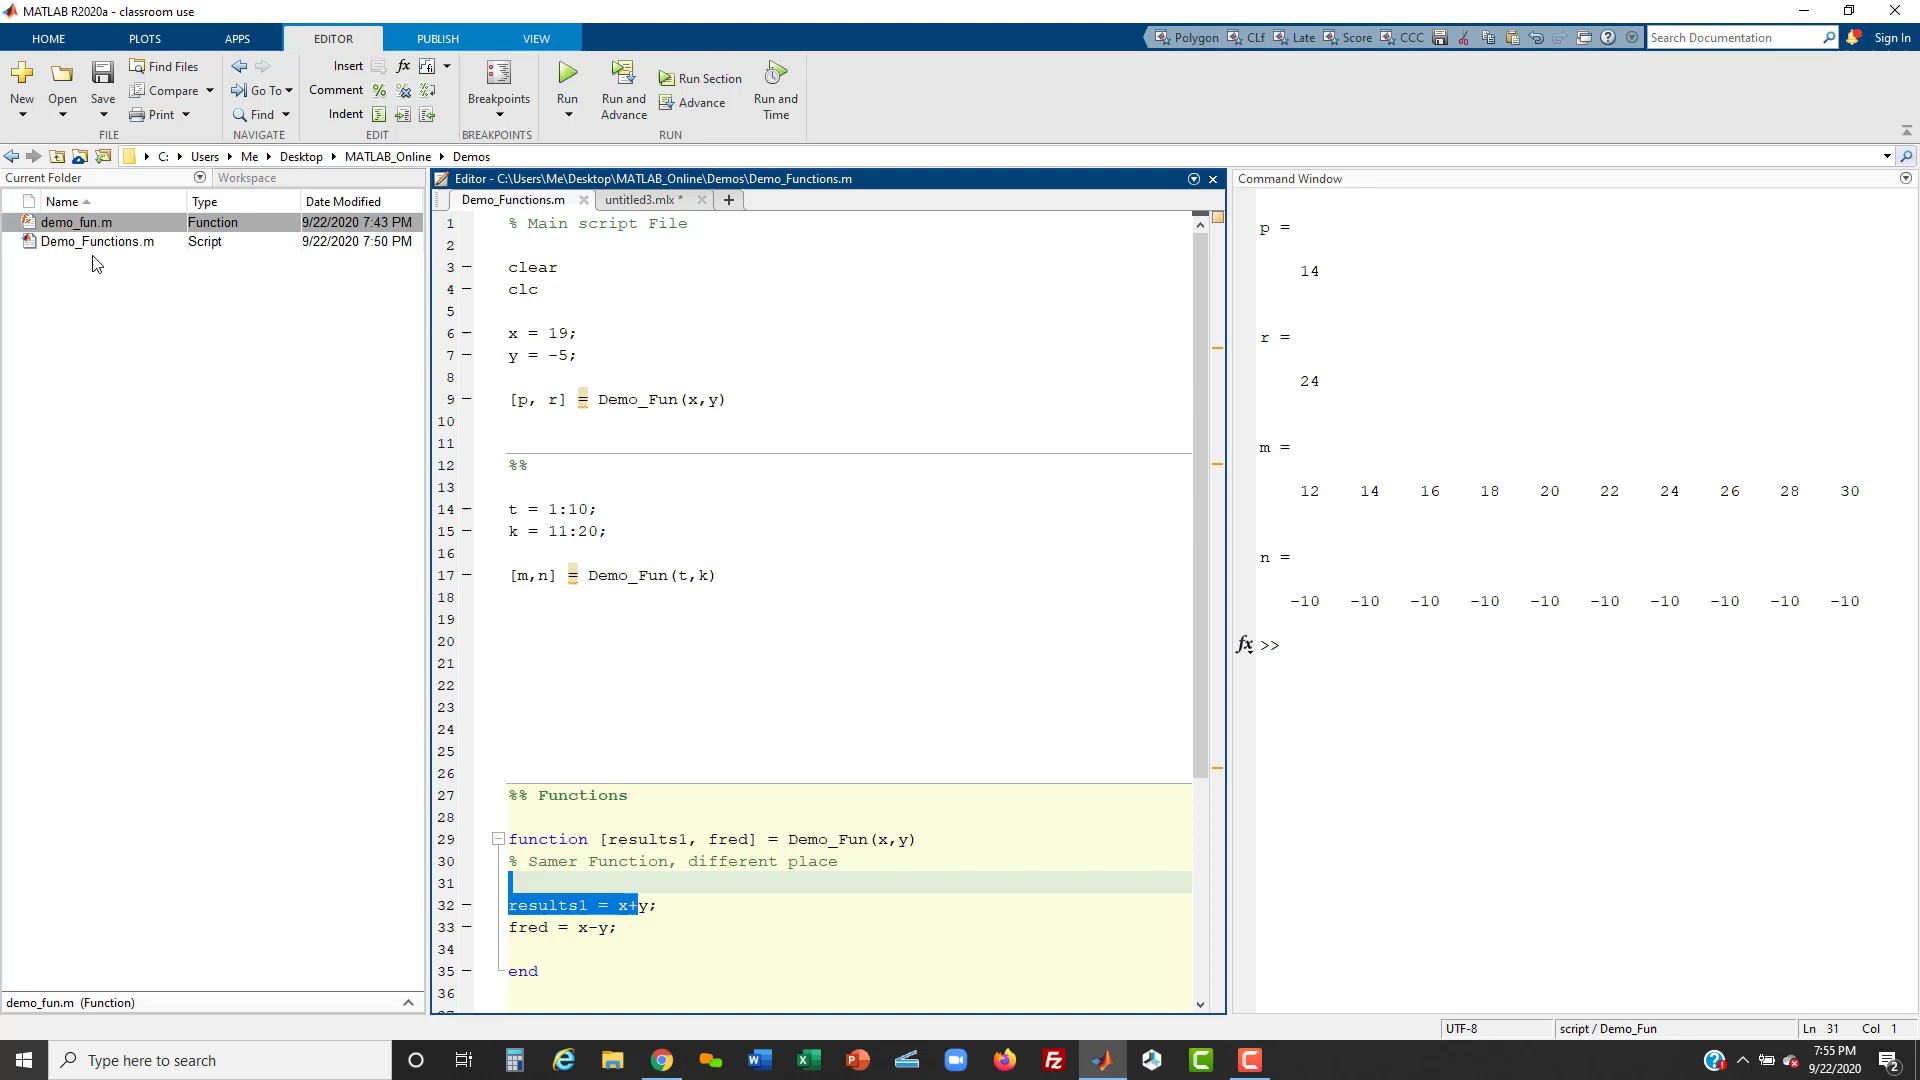 MATLAB R2020a - classroom use
HOME PLOTS APPS EDITOR PUBLISH VIEW Polygon CLf Late Score CCC Search Documentation Sign In
New Open Save Find Files Compare Print Go To Find Insert fx Comment Indent Breakpoints Run Run and Advance Run Section Advance Run and Time
FILE NAVIGATE EDIT BREAKPOINTS RUN
C: Users Me Desktop MATLAB_Online Demos
Current Folder Workspace
Name Type Date Modified
demo_fun.m Function 9/22/2020 7:43 PM
Demo_Functions.m Script 9/22/2020 7:50 PM
demo_fun.m (Function)
Editor - C:\Users\Me\Desktop\MATLAB_Online\Demos\Demo_Functions.m
Demo_Functions.m untitled3.mlx * +
1 % Main script File
2
3 clear
4 clc
5
6 x = 19;
7 y = -5;
8
9 [p, r] = Demo_Fun(x,y)
10
11
12 %%
13
14 t = 1:10;
15 k = 11:20;
16
17 [m,n] = Demo_Fun(t,k)
18
19
20
21
22
23
24
25
26
27 %% Functions
28
29 function [results1, fred] = Demo_Fun(x,y)
30 % Samer Function, different place
31
32 results1 = x+y;
33 fred = x-y;
34
35 end
36
Command Window
p =
14
r =
24
m =
12 14 16 18 20 22 24 26 28 30
n =
-10 -10 -10 -10 -10 -10 -10 -10 -10 -10
fx >>
UTF-8 script / Demo_Fun Ln 31 Col 1
Type here to search
7:55 PM
9/22/2020
2